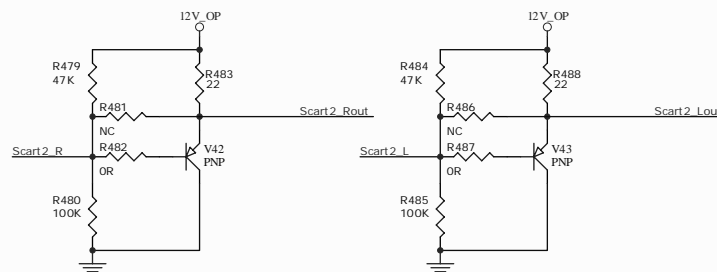 12V_OP
R479
47K
R483
22
R481
Scart2_Rout
NC
Scart2_R
R482
V42
PNP
0R
R480
100K
12V_OP
R484
47K
R488
22
R486
Scart2_Lou
NC
Scart2_L
R487
V43
PNP
0R
R485
100K